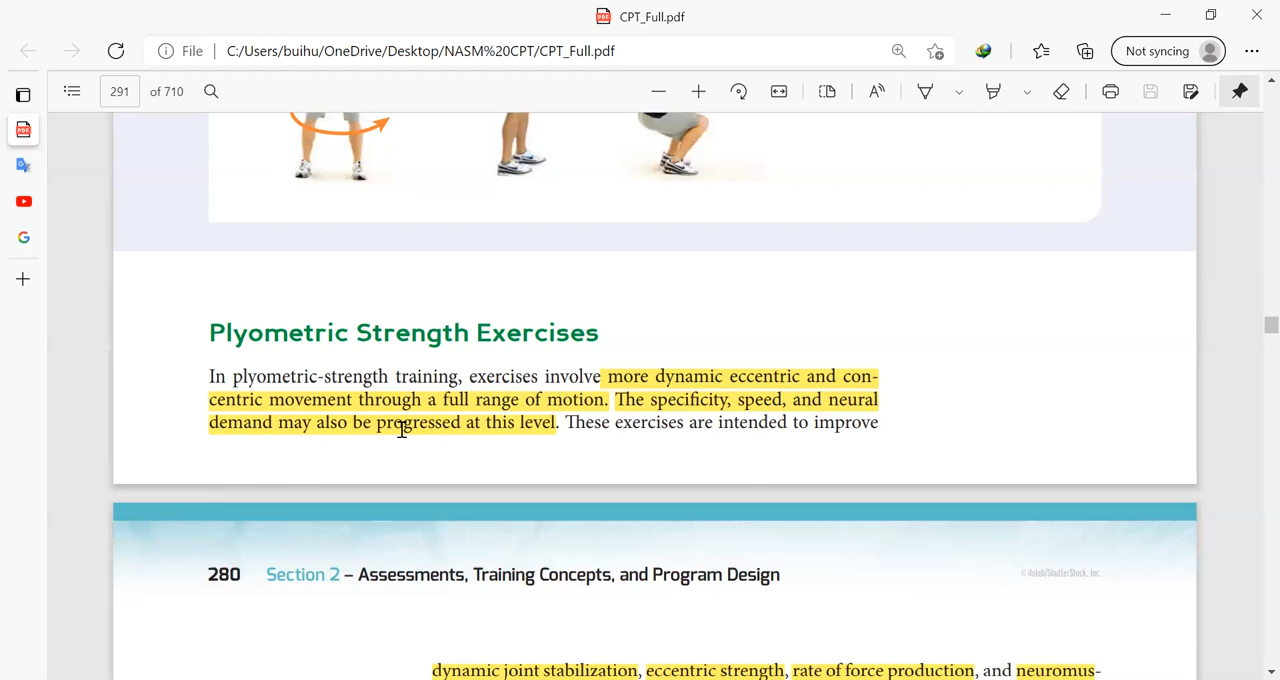 CPT_Full.pdf
File | C:/Users/buihu/OneDrive/Desktop/NASM%20CPT/CPT_Full.pdf
Not syncing
291 of 710
Plyometric Strength Exercises
In plyometric-strength training, exercises involve more dynamic eccentric and con-
centric movement through a full range of motion. The specificity, speed, and neural
demand may also be progressed at this level. These exercises are intended to improve
280 Section 2 – Assessments, Training Concepts, and Program Design
© Holab/ShutterStock, Inc.
dynamic joint stabilization, eccentric strength, rate of force production, and neuromus-